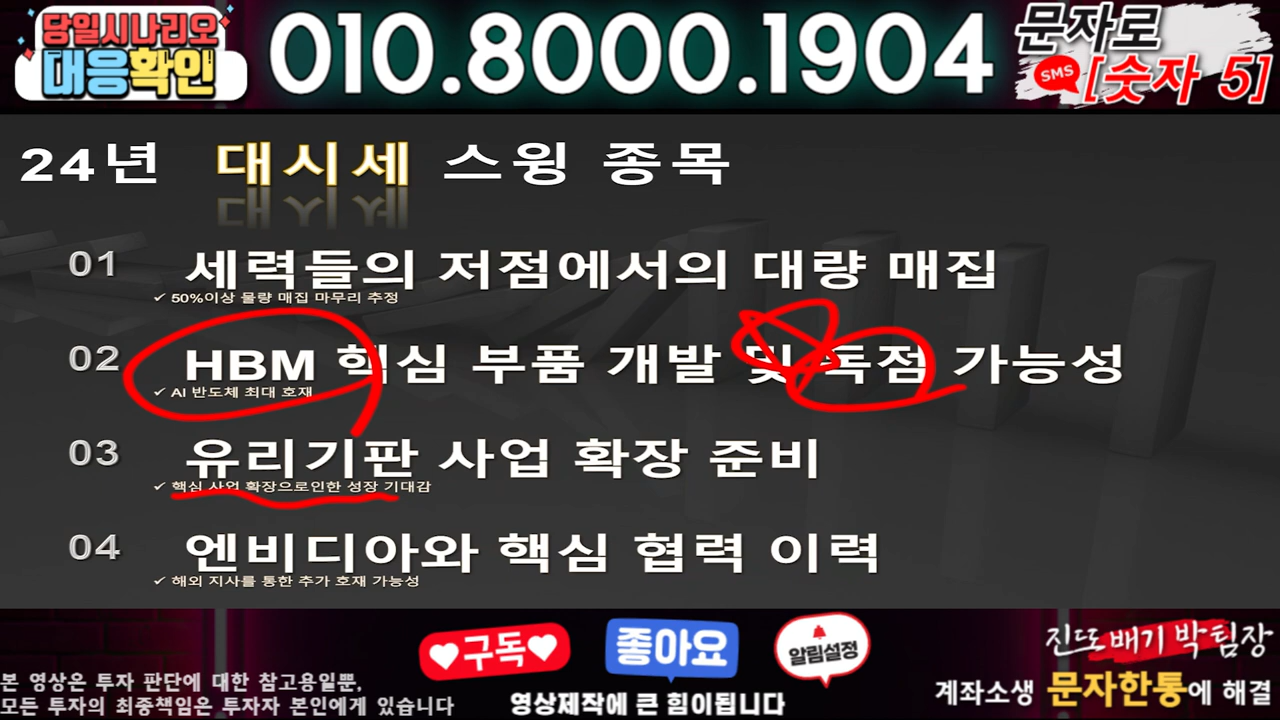 당일시나리오
대응확인
010.8000.1904
문자로
SMS
[숫자 5]
24년 대시세 스윙 종목
01 세력들의 저점에서의 대량 매집
✓ 50%이상 물량 매집 마무리 추정
02 HBM 핵심 부품 개발 및 독점 가능성
✓ AI 반도체 최대 호재
03 유리기판 사업 확장 준비
✓ 핵심 사업 확장으로인한 성장 기대감
04 엔비디아와 핵심 협력 이력
✓ 해외 지사를 통한 추가 호재 가능성
구독
좋아요
알림설정
영상제작에 큰 힘이됩니다
본 영상은 투자 판단에 대한 참고용일뿐,
모든 투자의 최종책임은 투자자 본인에게 있습니다
진또배기 박팀장
계좌소생 문자한통에 해결